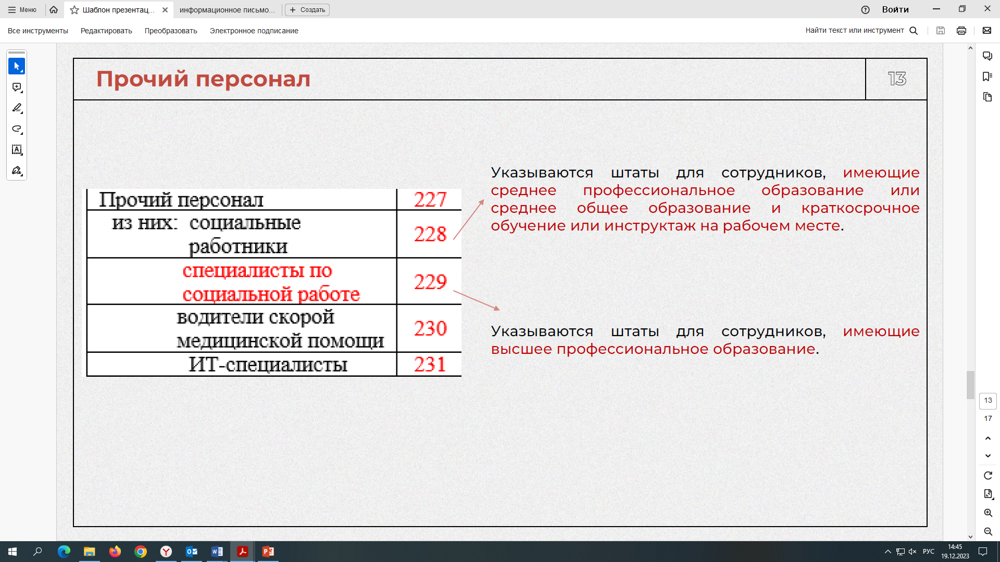 Меню
Шаблон презентац...
информационное письмо...
Создать
Войти
Все инструменты
Редактировать
Преобразовать
Электронное подписание
Найти текст или инструмент
Прочий персонал
13
Прочий персонал 227
из них: социальные
работники
228
специалисты по
социальной работе
229
водители скорой
медицинской помощи
230
ИТ-специалисты 231
Указываются штаты для сотрудников, имеющие
среднее профессиональное образование или
среднее общее образование и краткосрочное
обучение или инструктаж на рабочем месте.
Указываются штаты для сотрудников, имеющие
высшее профессиональное образование.
13
17
РУС
14:45
19.12.2023